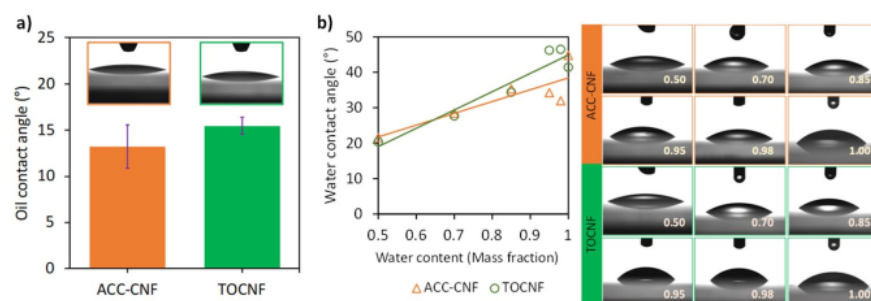 a)
25
20
15
10
5
0
Oil contact angle (°)
ACC-CNF
TOCNF
b)
50
40
30
20
10
0
Water contact angle (°)
0.5
0.6
0.7
0.8
0.9
1
Water content (Mass fraction)
ACC-CNF
TOCNF
ACC-CNF
0.50
0.70
0.85
0.95
0.98
1.00
TOCNF
0.50
0.70
0.85
0.95
0.98
1.00